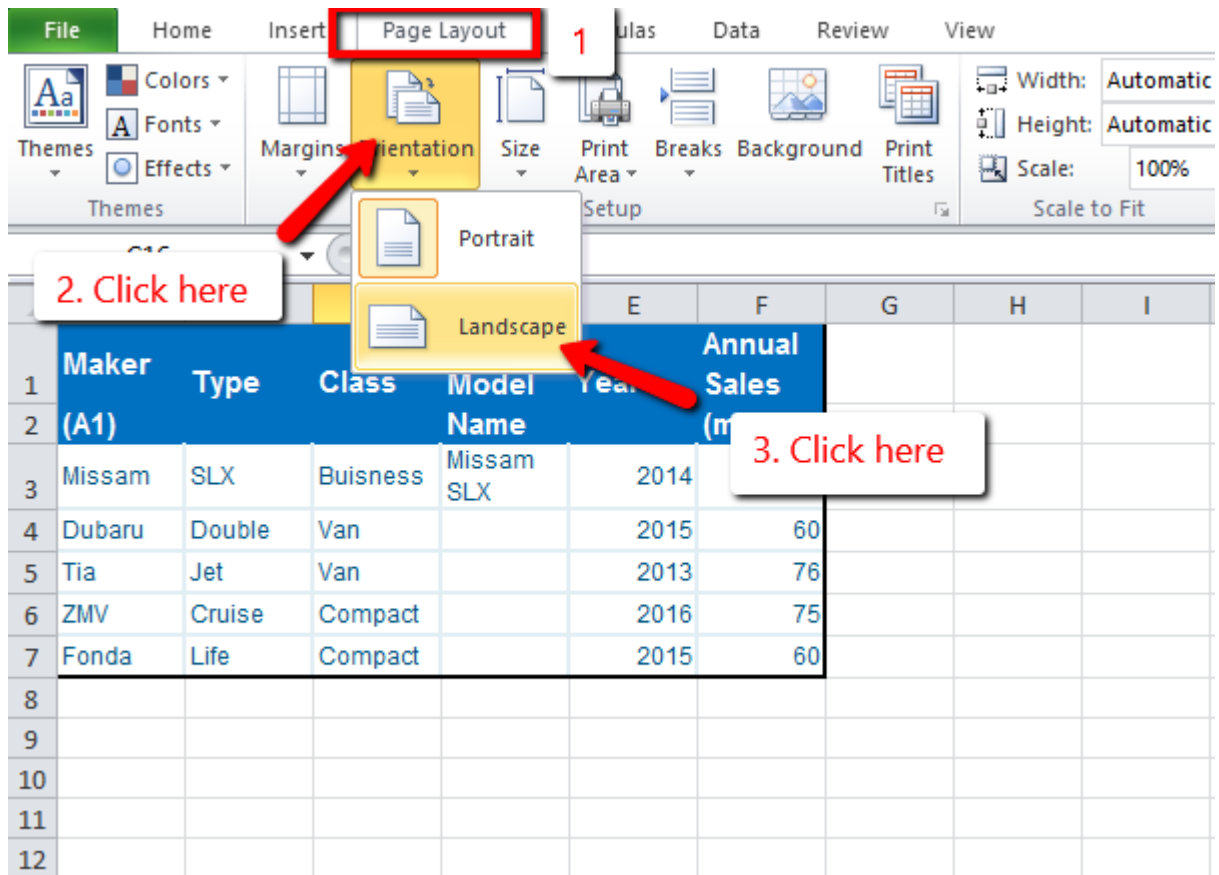 File Home Insert Page Layout 1 ulas Data Review View
Colors Width: Automatic
Fonts Height: Automatic
Themes Margins Orientation Size Print Breaks Background Print
Effects Area Titles Scale: 100%
Themes Setup Scale to Fit
Portrait
2. Click here
E F G H I
Landscape
1 Maker Type Class Model Year Annual Sales
2 (A1) Name (m
3. Click here
3 Missam SLX Buisness Missam SLX 2014
4 Dubaru Double Van 2015 60
5 Tia Jet Van 2013 76
6 ZMV Cruise Compact 2016 75
7 Fonda Life Compact 2015 60
8
9
10
11
12